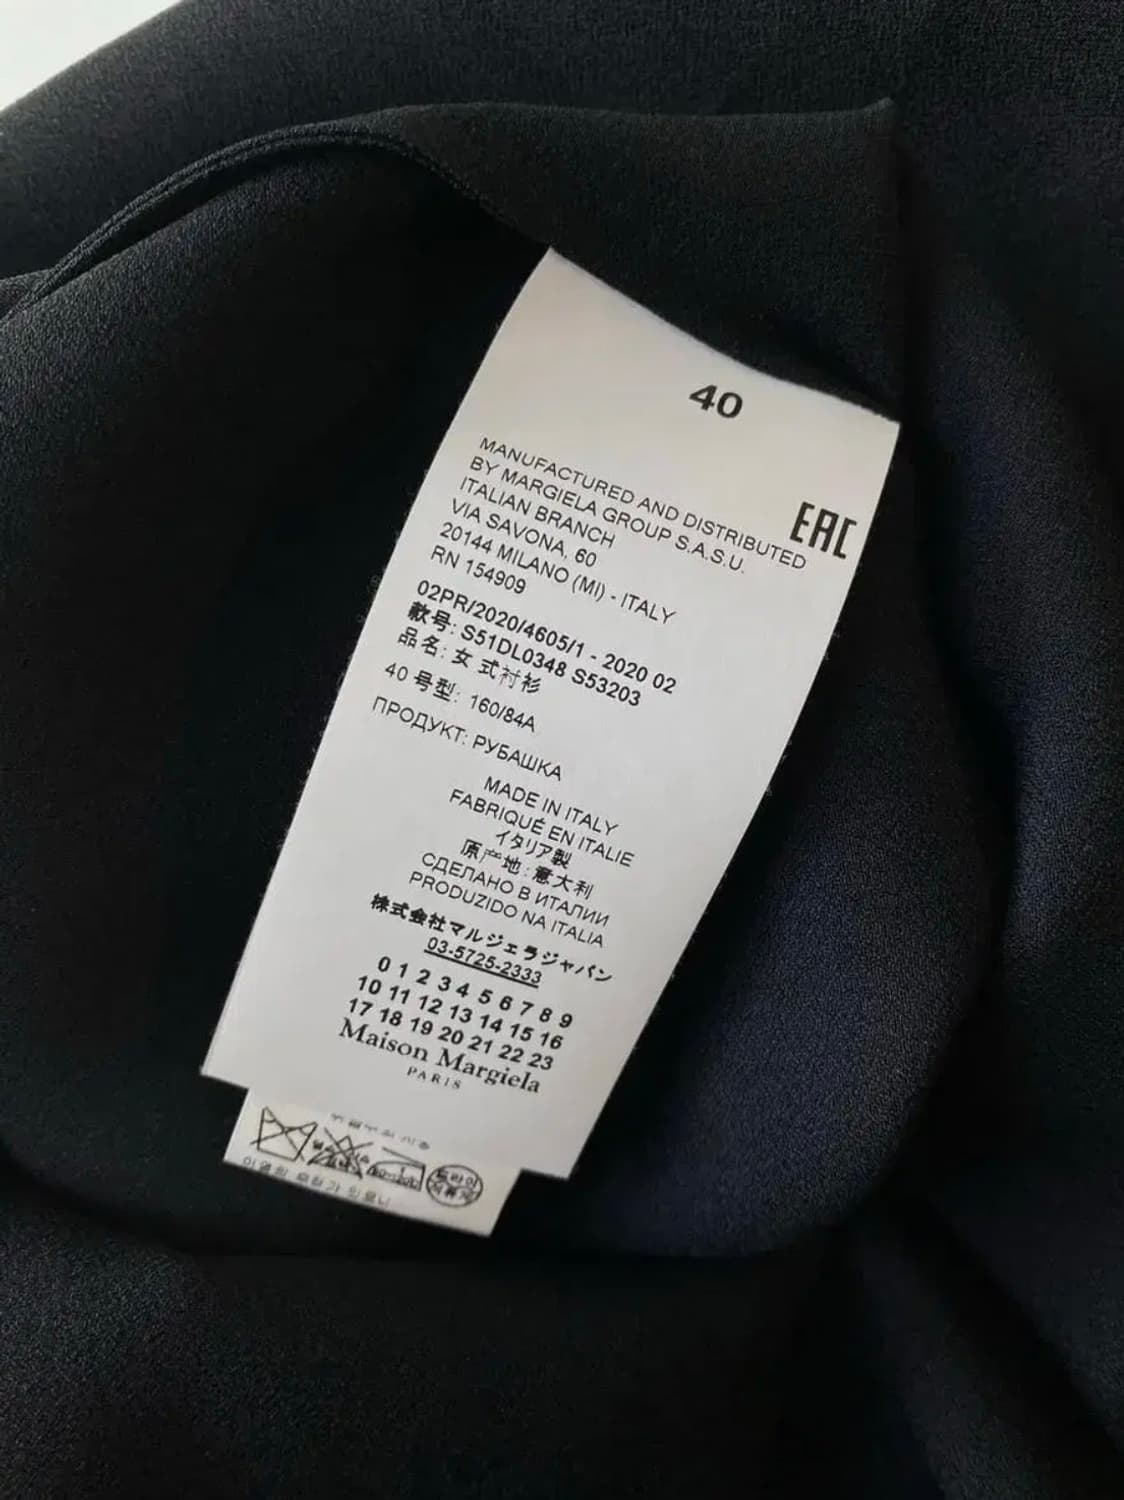 40
MANUFACTURED AND DISTRIBUTED
BY MARGIELA GROUP S.A.S.U.
ITALIAN BRANCH
VIA SAVONA, 60
20144 MILANO (MI) - ITALY
RN 154909
EAC
02PR/2020/4605/1 - 2020 02
款号: S51DL0348 S53203
品名: 女式衬衫
40 号型: 160/84A
ПРОДУКТ: РУБАШКА
MADE IN ITALY
FABRIQUÉ EN ITALIE
イタリア製
原产地: 意大利
СДЕЛАНО В ИТАЛИИ
PRODUZIDO NA ITALIA
株式会社マルジェラジャパン
03-5725-2333
0 1 2 3 4 5 6 7 8 9
10 11 12 13 14 15 16
17 18 19 20 21 22 23
Maison Margiela
PARIS
드라이